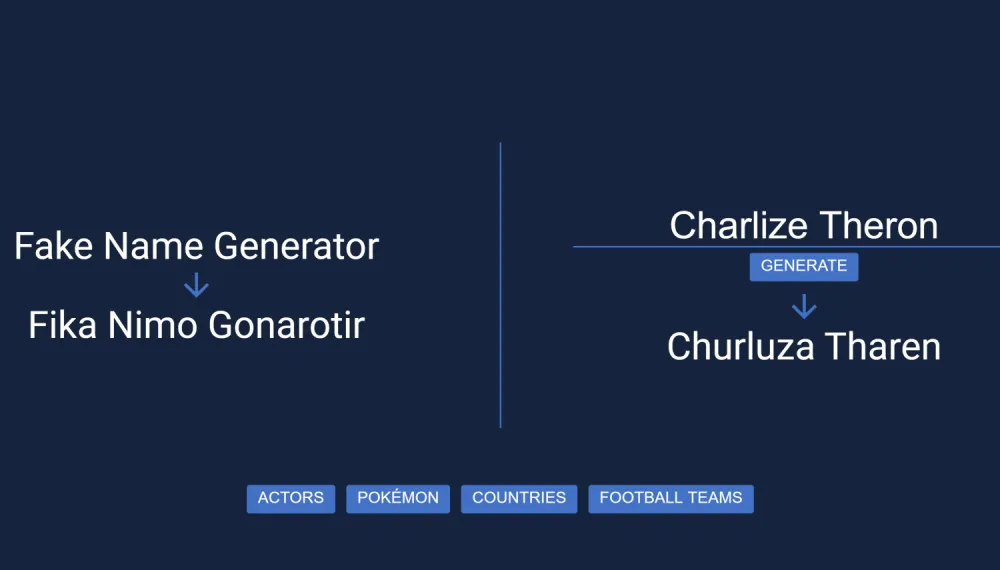 Fake Name Generator
Fika Nimo Gonarotir
Charlize Theron
GENERATE
Churluza Tharen
ACTORS
POKÉMON
COUNTRIES
FOOTBALL TEAMS